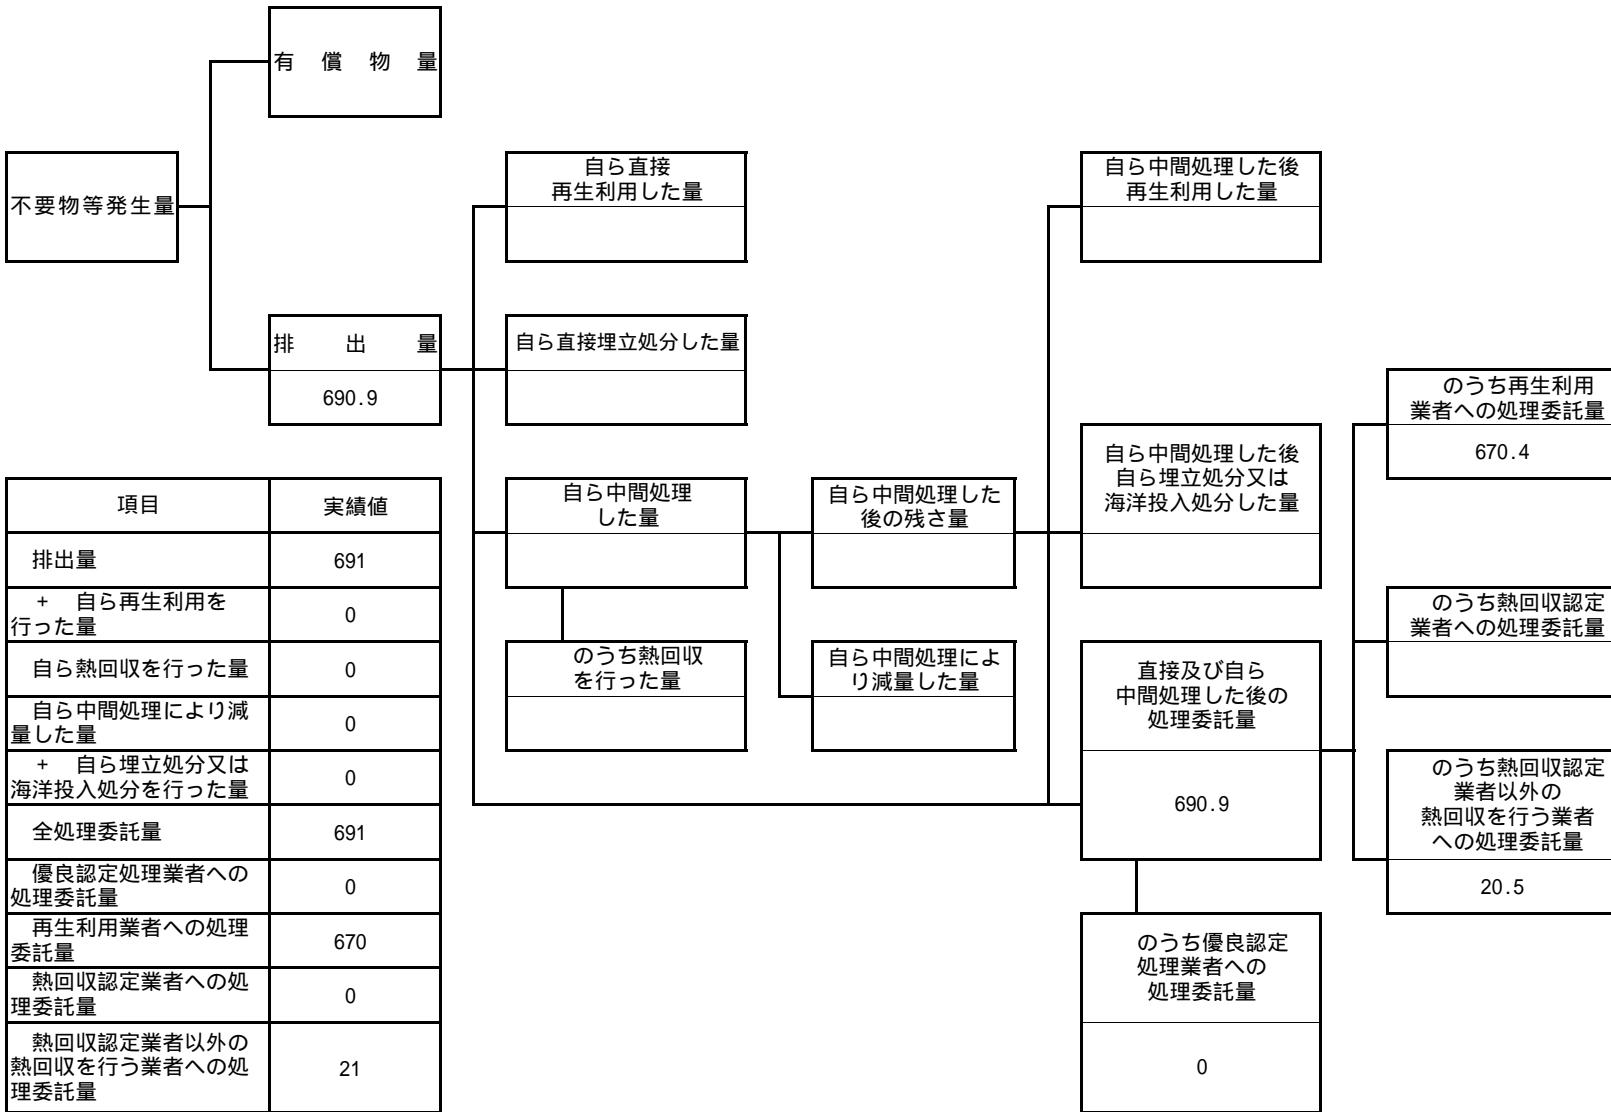 有償物量
不要物等発生量
排出量
690.9
自ら直接
再生利用した量
自ら直接埋立処分した量
自ら中間処理
した量
のうち熱回収
を行った量
自ら中間処理した
後の残さ量
自ら中間処理によ
り減量した量
自ら中間処理した後
再生利用した量
自ら中間処理した後
自ら埋立処分又は
海洋投入処分した量
直接及び自ら
中間処理した後の
処理委託量
690.9
のうち優良認定
処理業者への
処理委託量
0
のうち再生利用
業者への処理委託量
670.4
のうち熱回収認定
業者への処理委託量
のうち熱回収認定
業者以外の
熱回収を行う業者
への処理委託量
20.5
項目 実績値
排出量 691
+ 自ら再生利用を
行った量 0
自ら熱回収を行った量 0
自ら中間処理により減
量した量 0
+ 自ら埋立処分又は
海洋投入処分を行った量 0
全処理委託量 691
優良認定処理業者への
処理委託量 0
再生利用業者への処理
委託量 670
熱回収認定業者への処
理委託量 0
熱回収認定業者以外の
熱回収を行う業者への処
理委託量 21